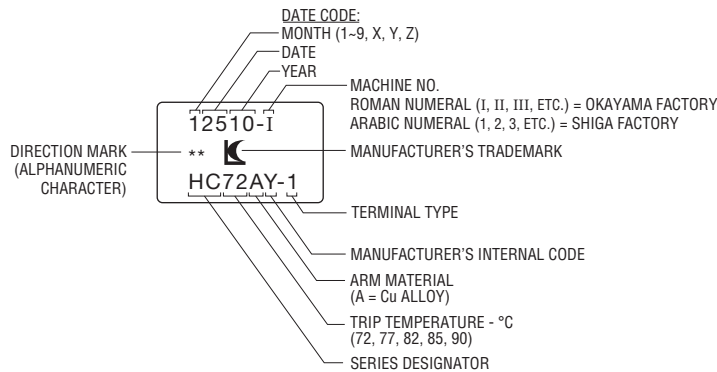 DATE CODE:
MONTH (1~9, X, Y, Z)
DATE
YEAR
MACHINE NO.
ROMAN NUMERAL (I, II, III, ETC.) = OKAYAMA FACTORY
ARABIC NUMERAL (1, 2, 3, ETC.) = SHIGA FACTORY
12510-I
DIRECTION MARK
(ALPHANUMERIC
CHARACTER)
**
MANUFACTURER'S TRADEMARK
HC72AY-1
TERMINAL TYPE
MANUFACTURER'S INTERNAL CODE
ARM MATERIAL
(A = Cu ALLOY)
TRIP TEMPERATURE - °C
(72, 77, 82, 85, 90)
SERIES DESIGNATOR